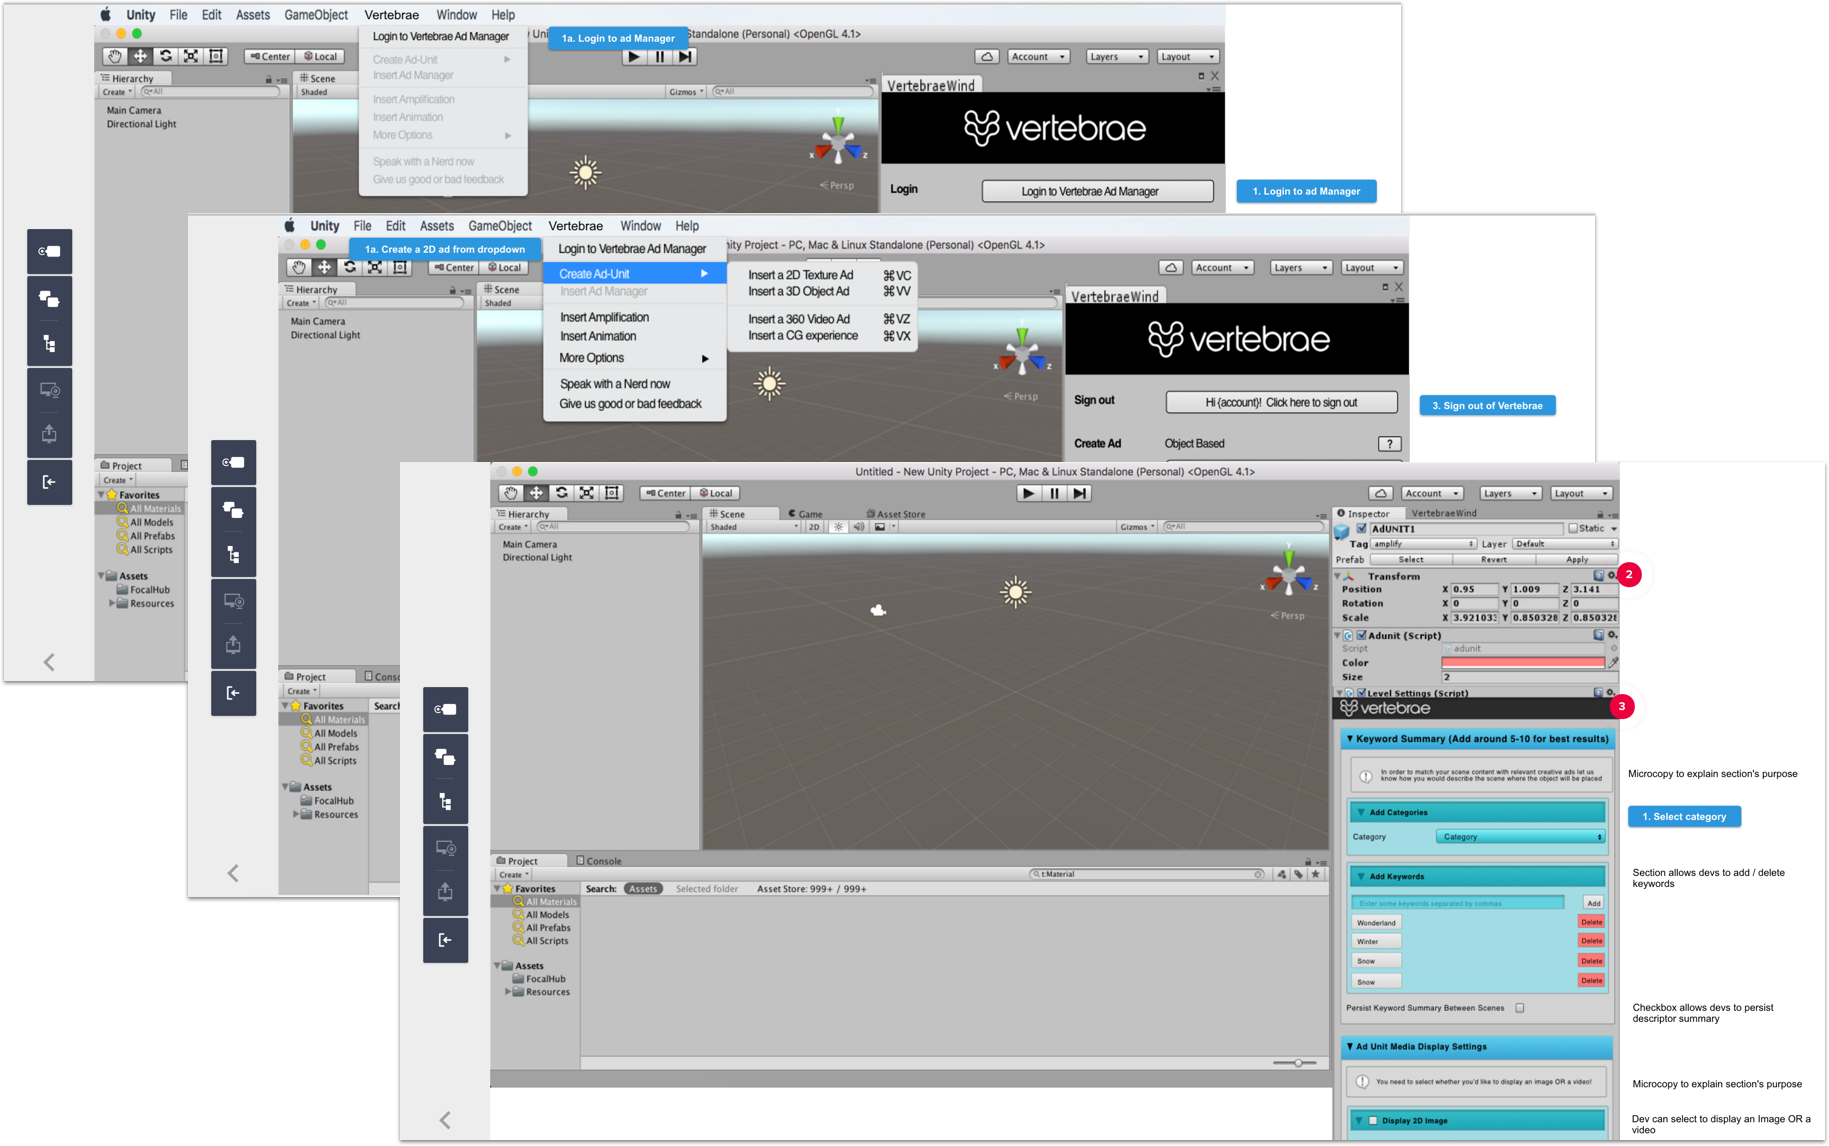 Unity File Edit Assets GameObject Vertebrae Window Help
Login to Vertebrae Ad Manager
1a. Login to ad Manager
Standalone (Personal) <OpenGL 4.1>
Create Ad-Unit
Insert Ad Manager
Insert Amplification
Insert Animation
More Options
Speak with a Nerd now
Give us good or bad feedback
Center Local
Account Layers Layout
Hierarchy
Create All
Main Camera
Directional Light
Scene
Shaded
Gizmos All
y
x z
Persp
VertebraeWind
vertebrae
Login
Login to Vertebrae Ad Manager
1. Login to ad Manager
Project
Create
Favorites
All Materials
All Models
All Prefabs
All Scripts
Assets
FocalHub
Resources
Unity File Edit Assets GameObject Vertebrae Window Help
1a. Create a 2D ad from dropdown
Login to Vertebrae Ad Manager
ity Project - PC, Mac & Linux Standalone (Personal) <OpenGL 4.1>
Create Ad-Unit
Insert Ad Manager
Insert Amplification
Insert Animation
More Options
Speak with a Nerd now
Give us good or bad feedback
Insert a 2D Texture Ad ⌘VC
Insert a 3D Object Ad ⌘VV
Insert a 360 Video Ad ⌘VZ
Insert a CG experience ⌘VX
Center Local
Account Layers Layout
Hierarchy
Create All
Main Camera
Directional Light
Scene
Shaded
x z
Persp
VertebraeWind
vertebrae
Sign out
Hi {account}! Click here to sign out
3. Sign out of Vertebrae
Create Ad Object Based ?
Project Consc
Create
Favorites Searcl
All Materials
All Models
All Prefabs
All Scripts
Assets
FocalHub
Resources
Untitled - New Unity Project - PC, Mac & Linux Standalone (Personal) <OpenGL 4.1>
Center Local
Account Layers Layout
Hierarchy
Create All
Main Camera
Directional Light
Scene Game Asset Store
Shaded 2D Gizmos All
y
x z
Persp
Inspector VertebraeWind
AdUNIT1 Static
Tag amplify Layer Default
Prefab Select Revert Apply
Transform
2
Position X 0.95 Y 1.009 Z 3.141
Rotation X 0 Y 0 Z 0
Scale X 3.921033 Y 0.850328 Z 0.850328
Adunit (Script)
Script adunit
Color
Size 2
Level Settings (Script)
vertebrae
3
Keyword Summary (Add around 5-10 for best results)
In order to match your scene content with relevant creative ads let us
know how you would describe the scene where the object will be placed
Microcopy to explain section's purpose
Add Categories
1. Select category
Category Category
Add Keywords
Section allows devs to add / delete
keywords
Enter some keywords separated by commas Add
Wonderland Delete
Winter Delete
Snow Delete
Snow Delete
Persist Keyword Summary Between Scenes
Checkbox allows devs to persist
descriptor summary
Ad Unit Media Display Settings
You need to select whether you'd like to display an image OR a video!
Microcopy to explain section's purpose
Display 2D Image
Dev can select to display an Image OR a
video
Project Console
Create t:Material
Favorites Search: Assets Selected folder Asset Store: 999+ / 999+
All Materials
All Models
All Prefabs
All Scripts
Assets
FocalHub
Resources